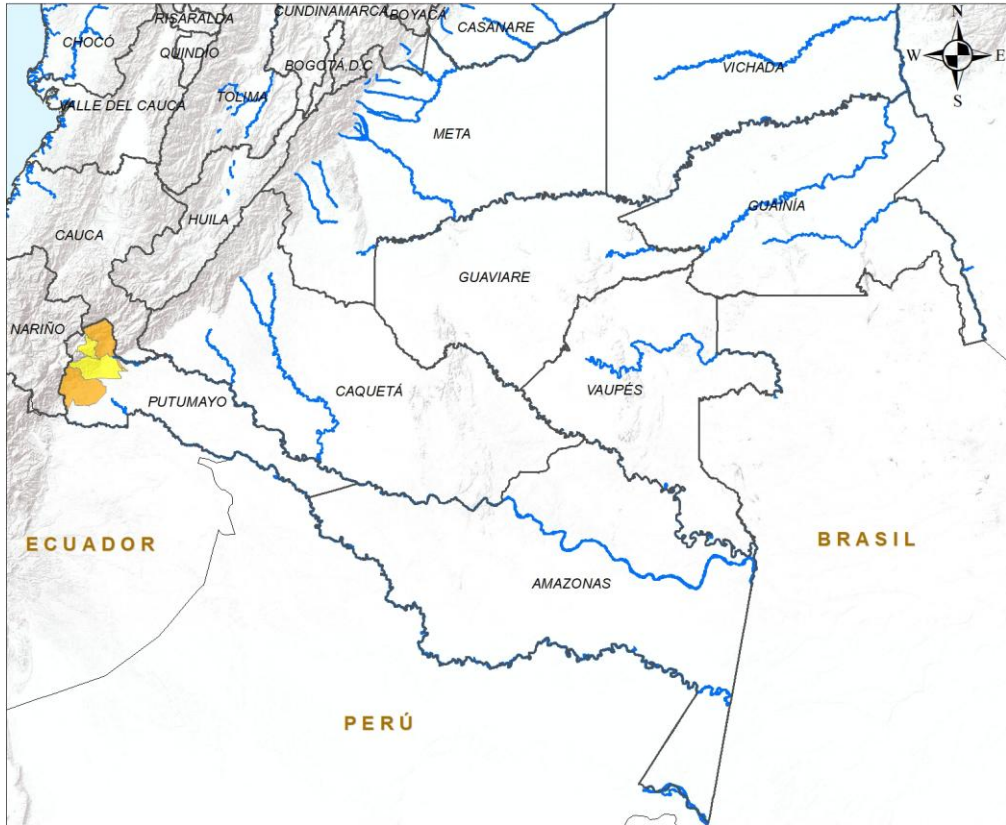 RISARALDA
CUNDINAMARCA
BOYACÁ
CASANARE
N
CHOCÓ
QUINDÍO
BOGOTÁ D.C
VICHADA
W
E
S
VALLE DEL CAUCA
TOLIMA
META
HUILA
GUAINÍA
CAUCA
GUAVIARE
NARIÑO
PUTUMAYO
CAQUETÁ
VAUPÉS
ECUADOR
BRASIL
AMAZONAS
PERÚ